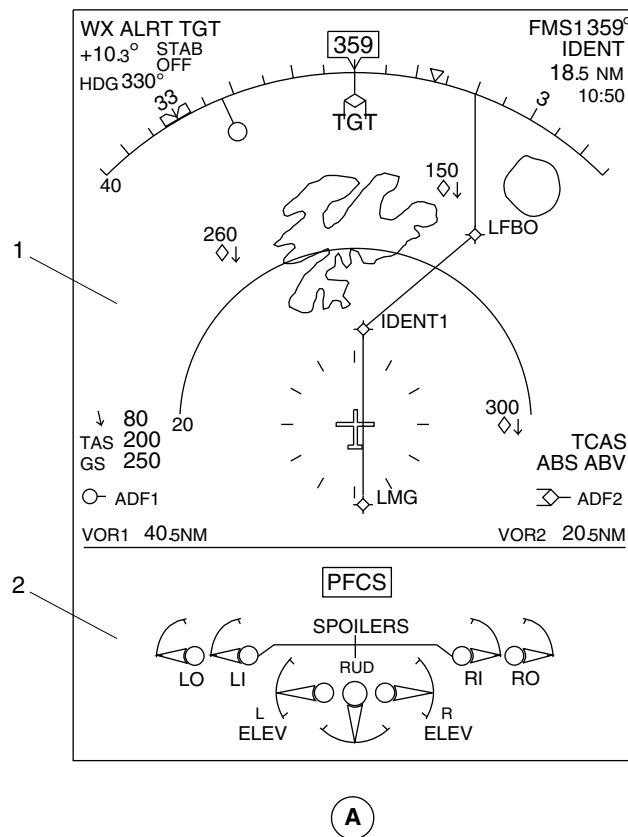 WX ALRT TGT
+10.3° STAB
OFF
HDG 330°
359
FMS1 359°
IDENT
18.5 NM
10:50
33
3
TGT
40
150
LFBO
260
1
IDENT1
80
20
300
TAS 200
GS 250
TCAS
ABS ABV
LMG
ADF1
ADF2
VOR1 40.5NM
VOR2 20.5NM
2
PFCS
SPOILERS
LO LI RUD RI RO
L R
ELEV ELEV
A